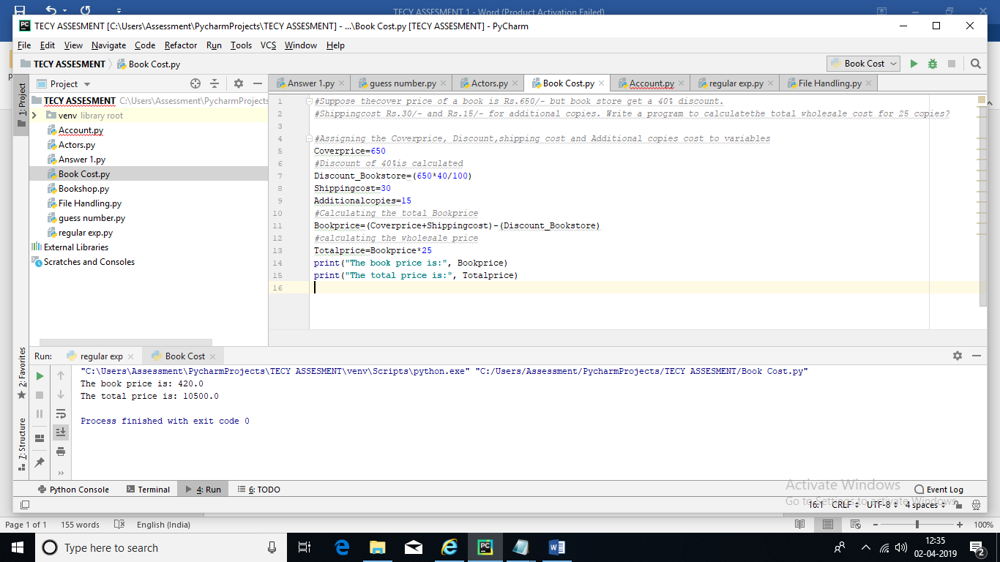 TECY ASSESMENT 1 - Word (Product Activation Failed)
PC TECY ASSESMENT [C:\Users\Assessment\PycharmProjects\TECY ASSESMENT] - ...\Book Cost.py [TECY ASSESMENT] - PyCharm
File Edit View Navigate Code Refactor Run Tools VCS Window Help
TECY ASSESMENT Book Cost.py Book Cost
Project Answer 1.py guess number.py Actors.py Book Cost.py Account.py regular exp.py File Handling.py
1: Project
TECY ASSESMENT C:\Users\Assessment\PycharmProjects
venv library root
Account.py
Actors.py
Answer 1.py
Book Cost.py
Bookshop.py
File Handling.py
guess number.py
regular exp.py
External Libraries
Scratches and Consoles
1 #Suppose thecover price of a book is Rs.650/- but book store get a 40% discount.
2 #Shippingcost Rs.30/- and Rs.15/- for additional copies. Write a program to calculatethe total wholesale cost for 25 copies?
3
4 #Assigning the Coverprice, Discount,shipping cost and Additional copies cost to variables
5 Coverprice=650
6 #Discount of 40%is calculated
7 Discount_Bookstore=(650*40/100)
8 Shippingcost=30
9 Additionalcopies=15
10 #Calculating the total Bookprice
11 Bookprice=(Coverprice+Shippingcost)-(Discount_Bookstore)
12 #calculating the wholesale price
13 Totalprice=Bookprice*25
14 print("The book price is:", Bookprice)
15 print("The total price is:", Totalprice)
16
Run: regular exp Book Cost
"C:\Users\Assessment\PycharmProjects\TECY ASSESMENT\venv\Scripts\python.exe" "C:/Users/Assessment/PycharmProjects/TECY ASSESMENT/Book Cost.py"
The book price is: 420.0
The total price is: 10500.0
Process finished with exit code 0
2: Favorites
7: Structure
Python Console Terminal 4: Run 6: TODO Event Log
Activate Windows
Go to Settings to activate Windows.
16:1 CRLF UTF-8 4 spaces
Page 1 of 1 155 words English (India) 100%
Type here to search
12:35
02-04-2019
2